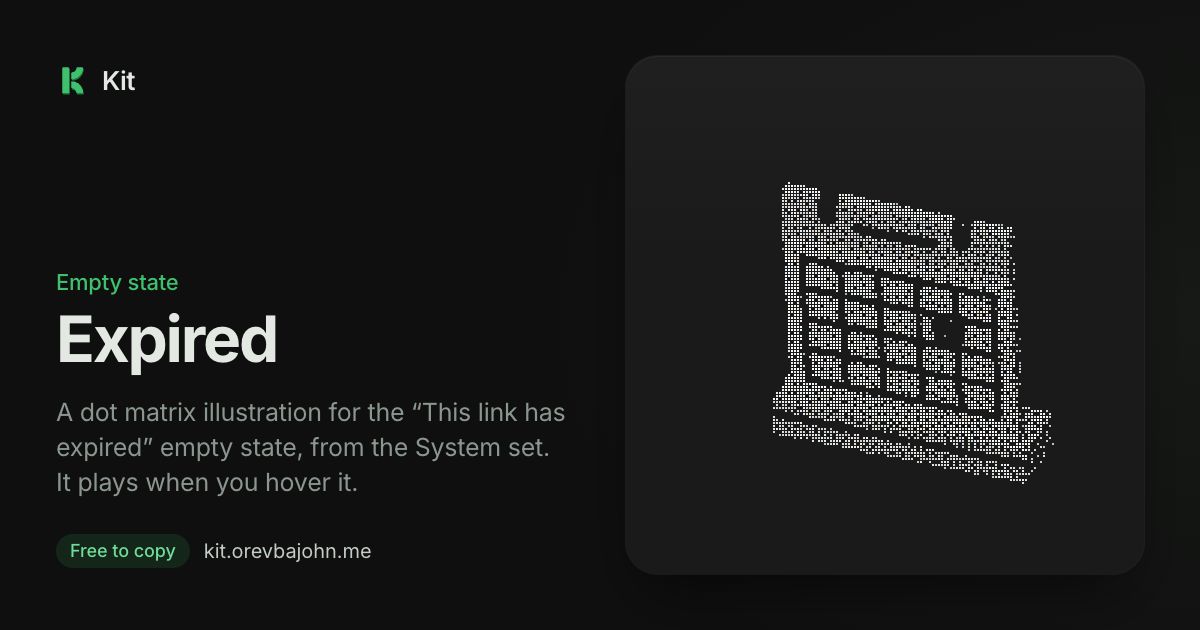 Kit
Empty state
Expired
A dot matrix illustration for the “This link has
expired” empty state, from the System set.
It plays when you hover it.
Free to copy
kit.orevbajohn.me